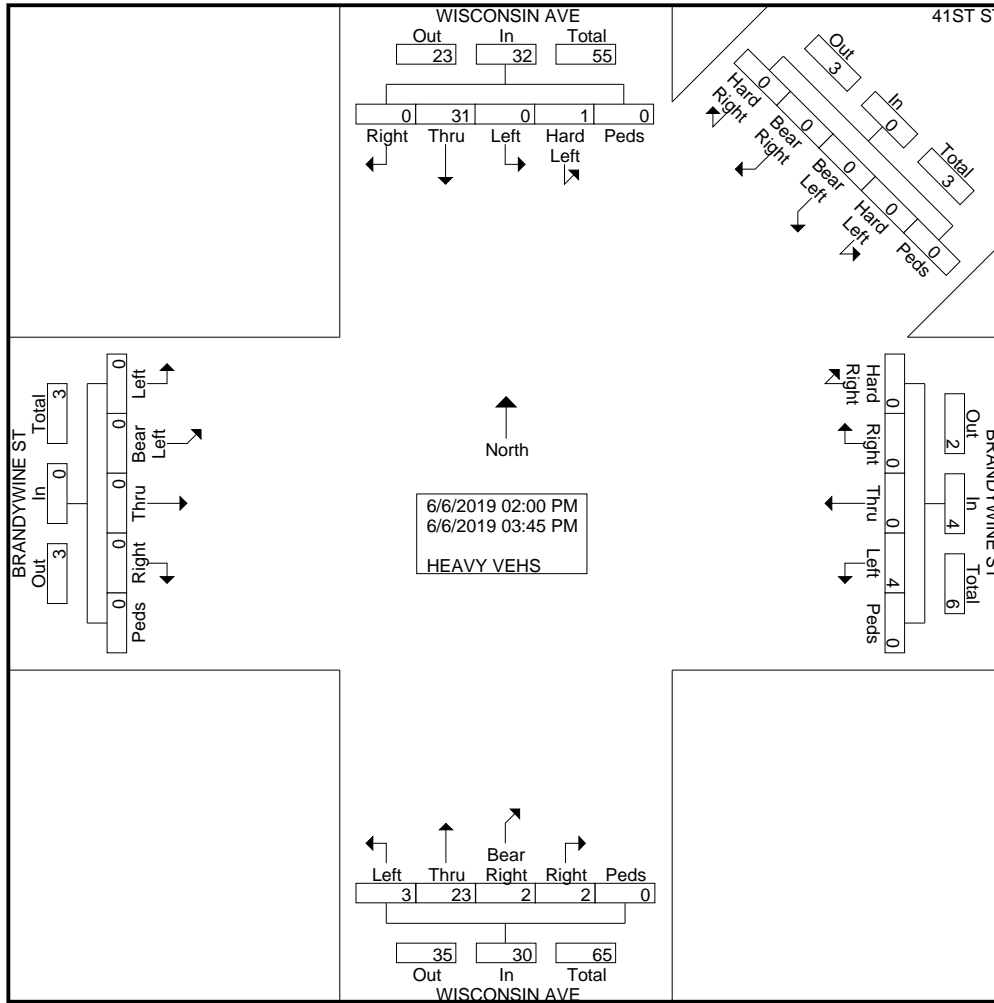 WISCONSIN AVE
Out In Total
23 32 55
0 31 0 1 0
Right Thru Left Hard Left Peds
41ST ST
Out In Total
3 0 3
0 0 0 0 0
Hard Right Bear Right Bear Left Hard Left Peds
BRANDYWINE ST
Total In Out
3 0 3
0 0 0 0 0
Left Bear Left Thru Right Peds
North
6/6/2019 02:00 PM
6/6/2019 03:45 PM
HEAVY VEHS
BRANDYWINE ST
Out In Total
2 4 6
0 0 0 4 0
Hard Right Right Thru Left Peds
Left Thru Bear Right Right Peds
3 23 2 2 0
35 30 65
Out In Total
WISCONSIN AVE